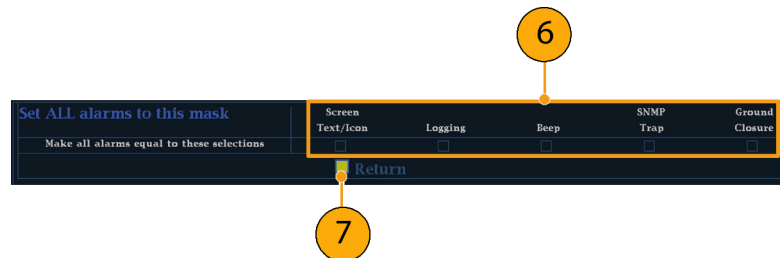 6
Set ALL alarms to this mask
Screen Text/Icon
Logging
Beep
SNMP Trap
Ground Closure
Make all alarms equal to these selections
Return
7